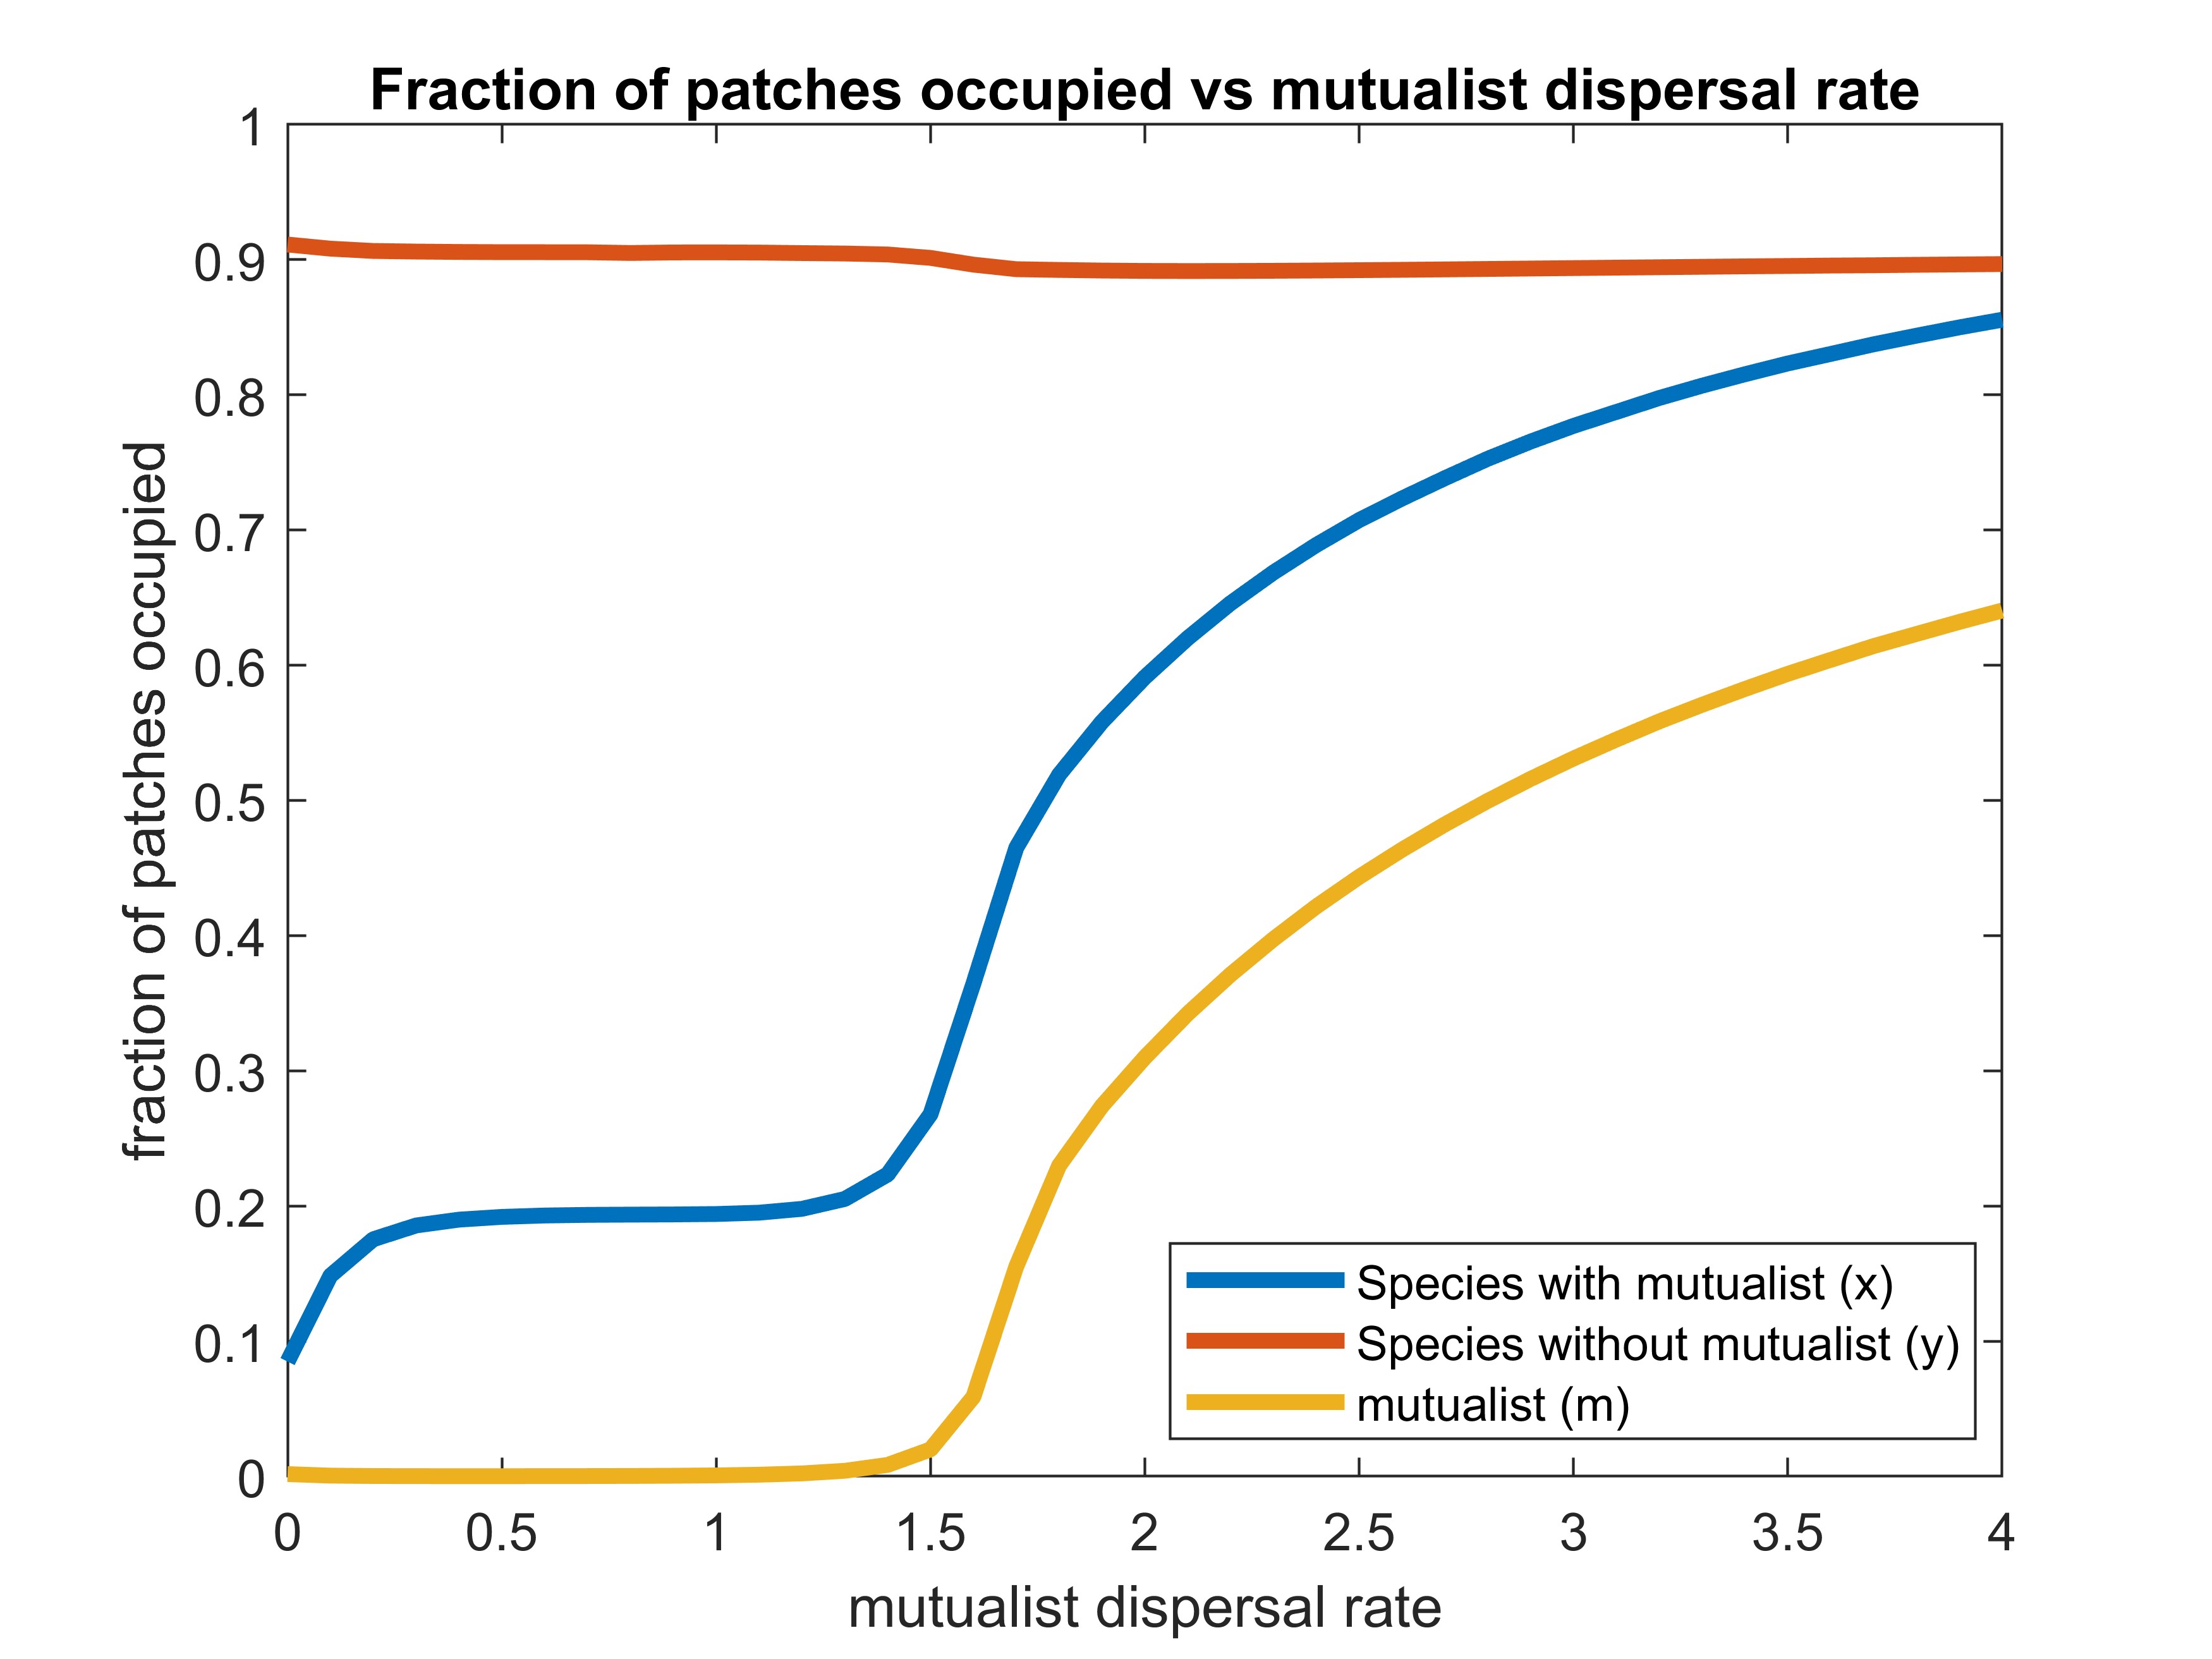 Fraction of patches occupied vs mutualist dispersal rate
1
0.9
0.8
0.7
0.6
0.5
0.4
0.3
0.2
0.1
0
fraction of patches occupied
Species with mutualist (x)
Species without mutualist (y)
mutualist (m)
0 0.5 1 1.5 2 2.5 3 3.5 4
mutualist dispersal rate